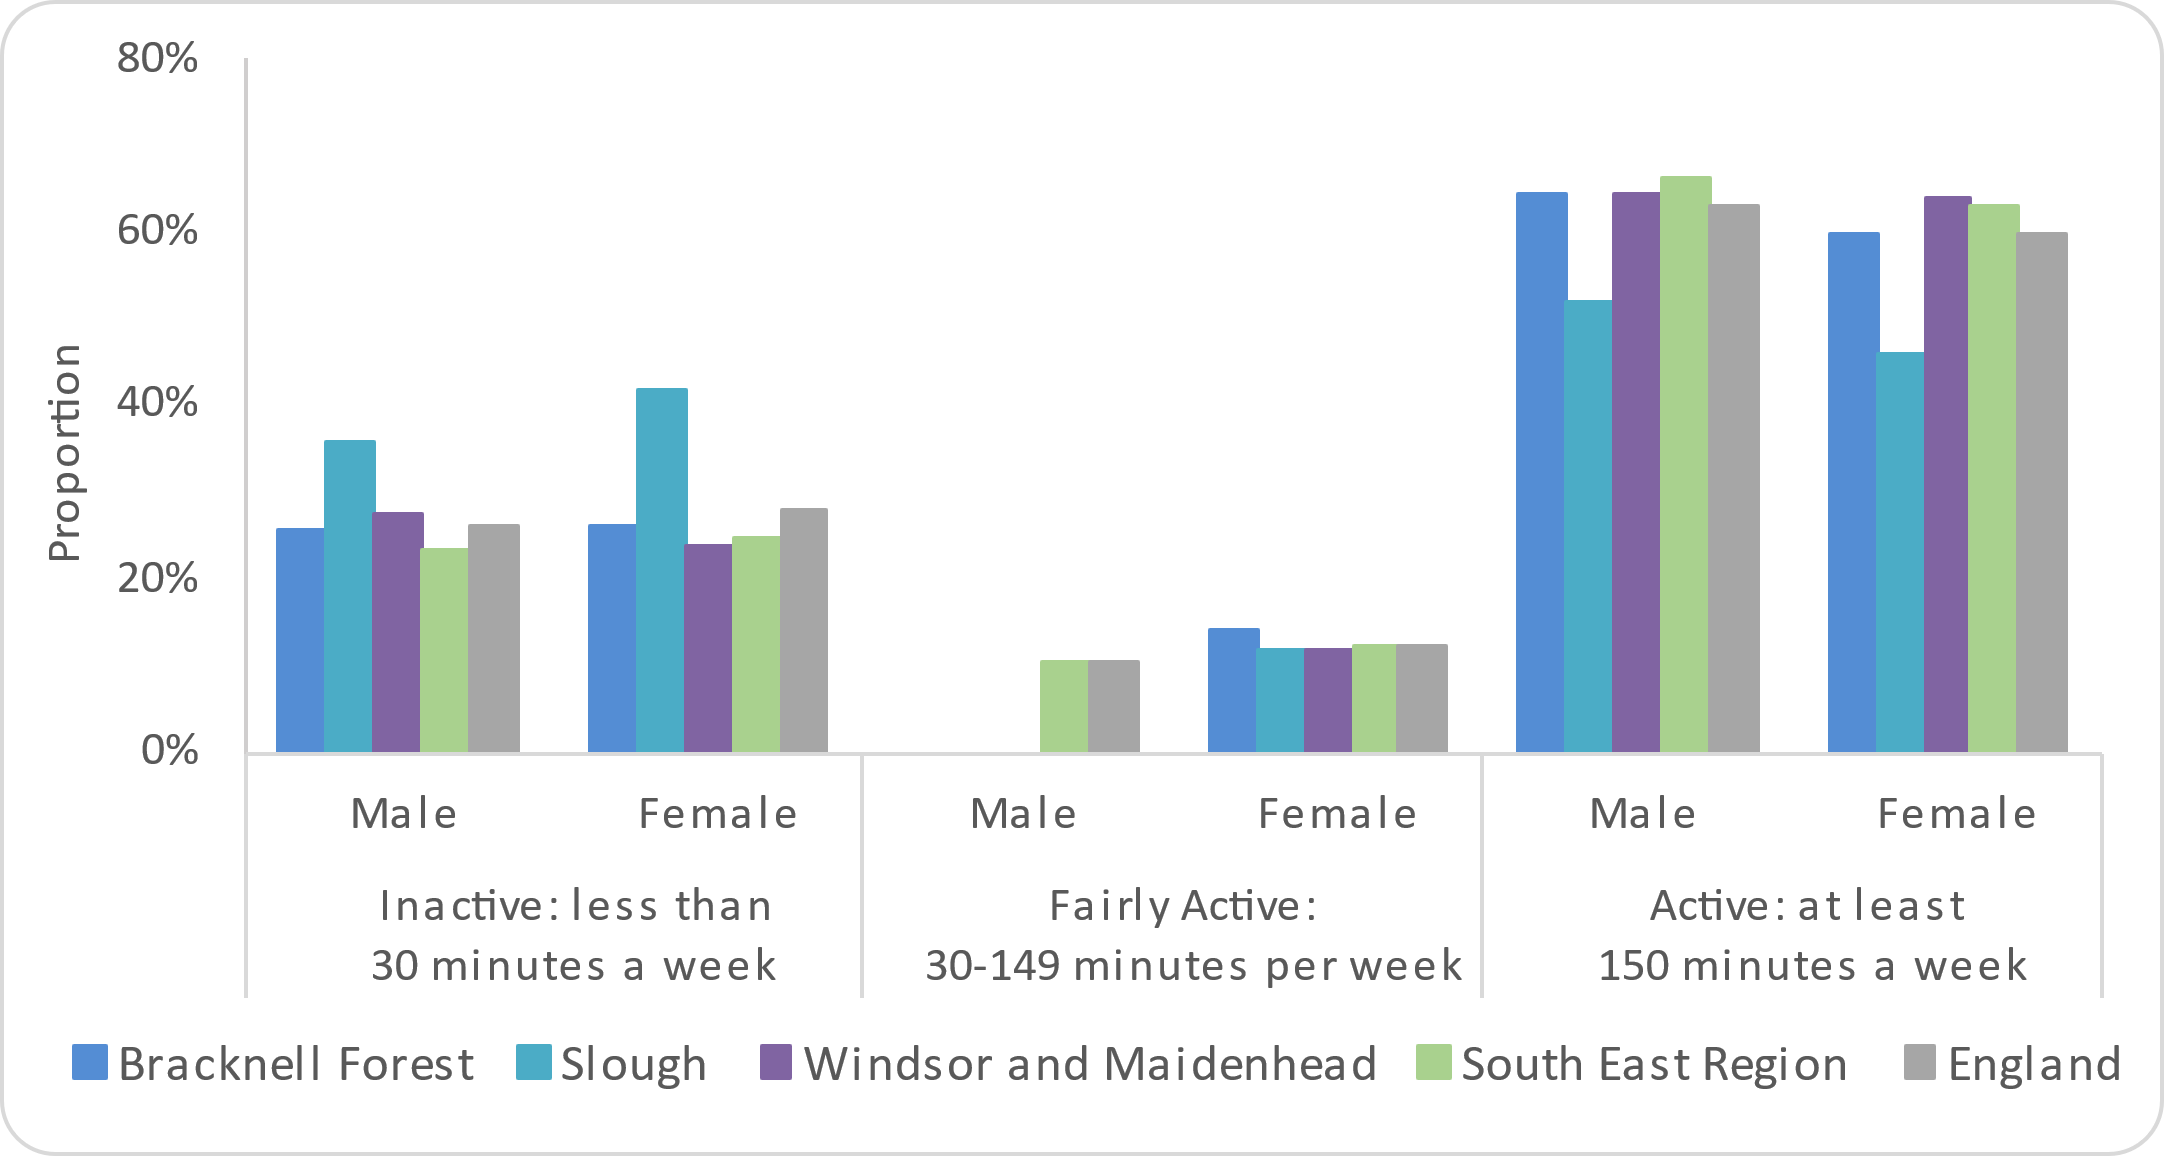 80%
60%
40%
20%
0%
Proportion
Male
Female
Male
Female
Male
Female
Inactive: less than
30 minutes a week
Fairly Active:
30-149 minutes per week
Active: at least
150 minutes a week
Bracknell Forest
Slough
Windsor and Maidenhead
South East Region
England